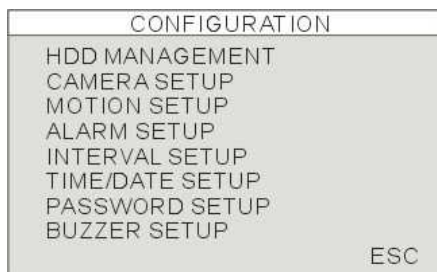 CONFIGURATION
HDD MANAGEMENT
CAMERA SETUP
MOTION SETUP
ALARM SETUP
INTERVAL SETUP
TIME/DATE SETUP
PASSWORD SETUP
BUZZER SETUP
ESC